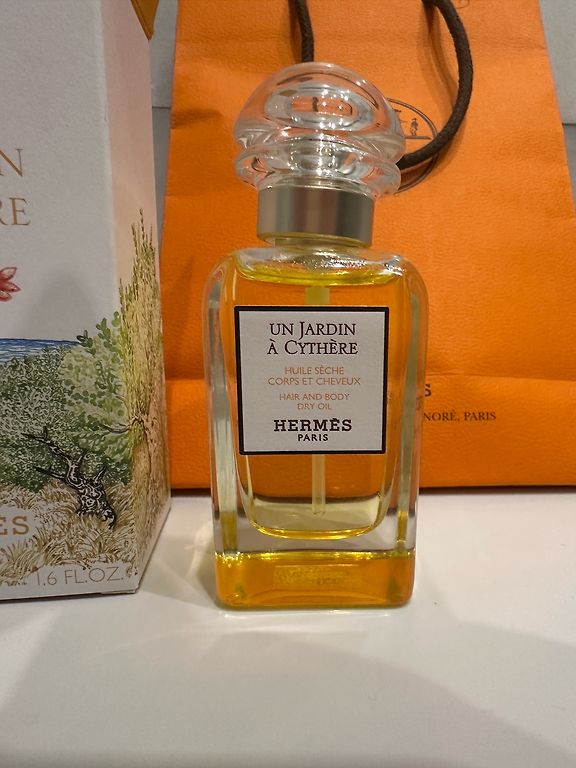 N
RE
ES
1.6 FL.OZ.
UN JARDIN
À CYTHÈRE
HUILE SÈCHE
CORPS ET CHEVEUX
HAIR AND BODY
DRY OIL
HERMÈS
PARIS
S
NORÉ, PARIS